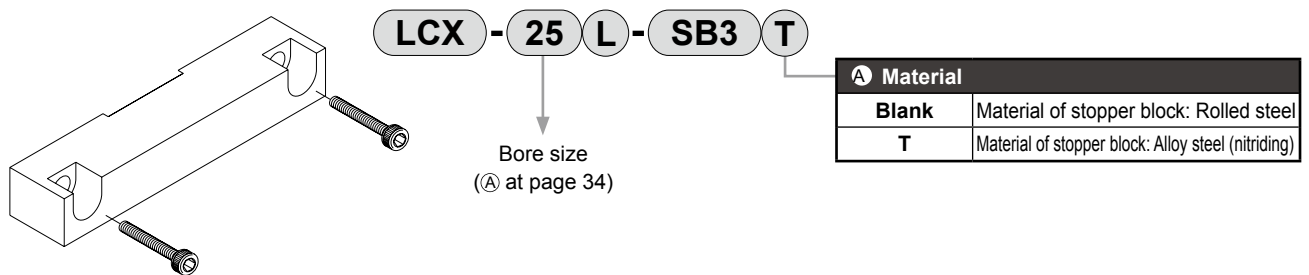 LCX - 25 L - SB3 T
Bore size
(Ⓐ at page 34)
Ⓐ Material
Blank Material of stopper block: Rolled steel
T Material of stopper block: Alloy steel (nitriding)